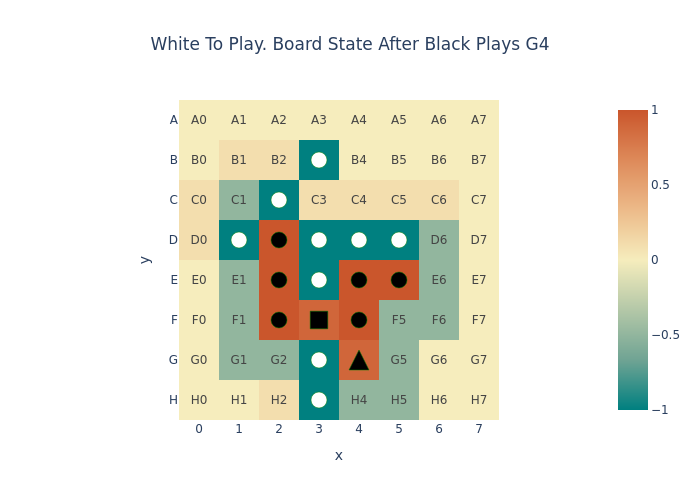 White To Play. Board State After Black Plays G4
A A0 A1 A2 A3 A4 A5 A6 A7
B B0 B1 B2 B4 B5 B6 B7
C C0 C1 C3 C4 C5 C6 C7
D D0 D6 D7
E E0 E1 E6 E7
F F0 F1 F5 F6 F7
G G0 G1 G2 G5 G6 G7
H H0 H1 H2 H4 H5 H6 H7
0 1 2 3 4 5 6 7
x
y
1
0.5
0
−0.5
−1